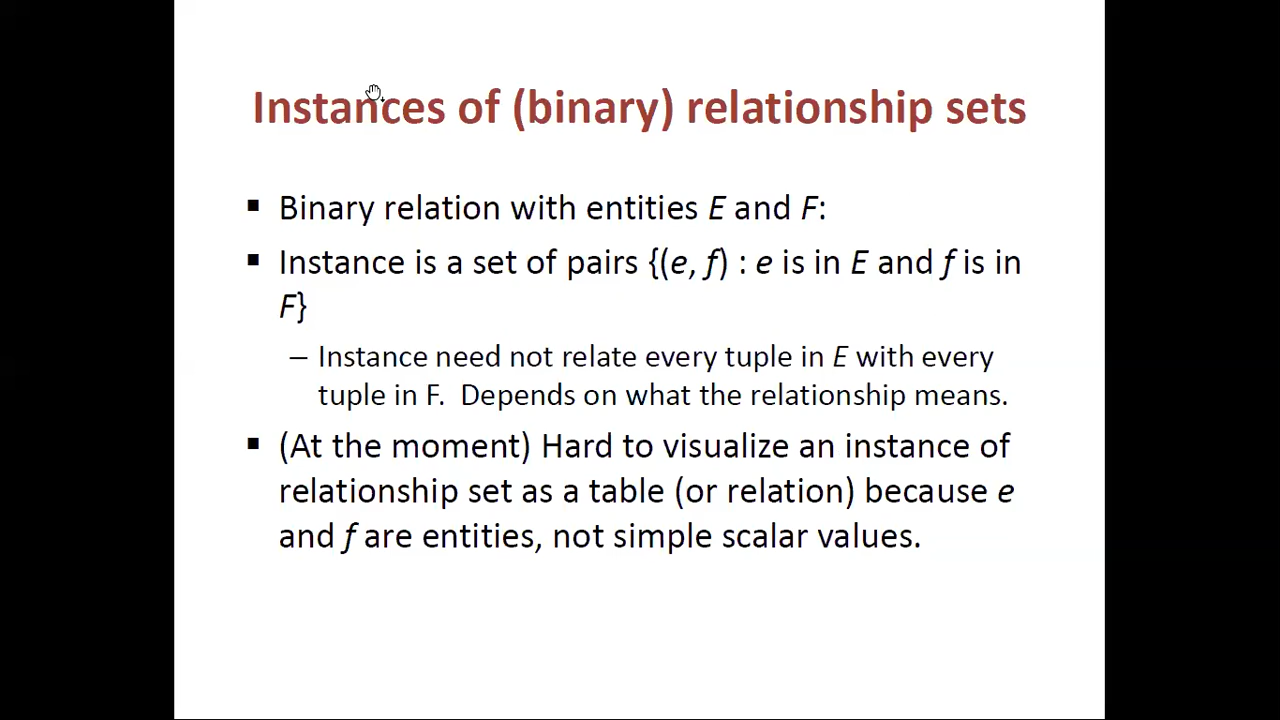 Instances of (binary) relationship sets
▪ Binary relation with entities E and F:
▪ Instance is a set of pairs {(e, f) : e is in E and f is in
F}
– Instance need not relate every tuple in E with every
tuple in F.  Depends on what the relationship means.
▪ (At the moment) Hard to visualize an instance of
relationship set as a table (or relation) because e
and f are entities, not simple scalar values.